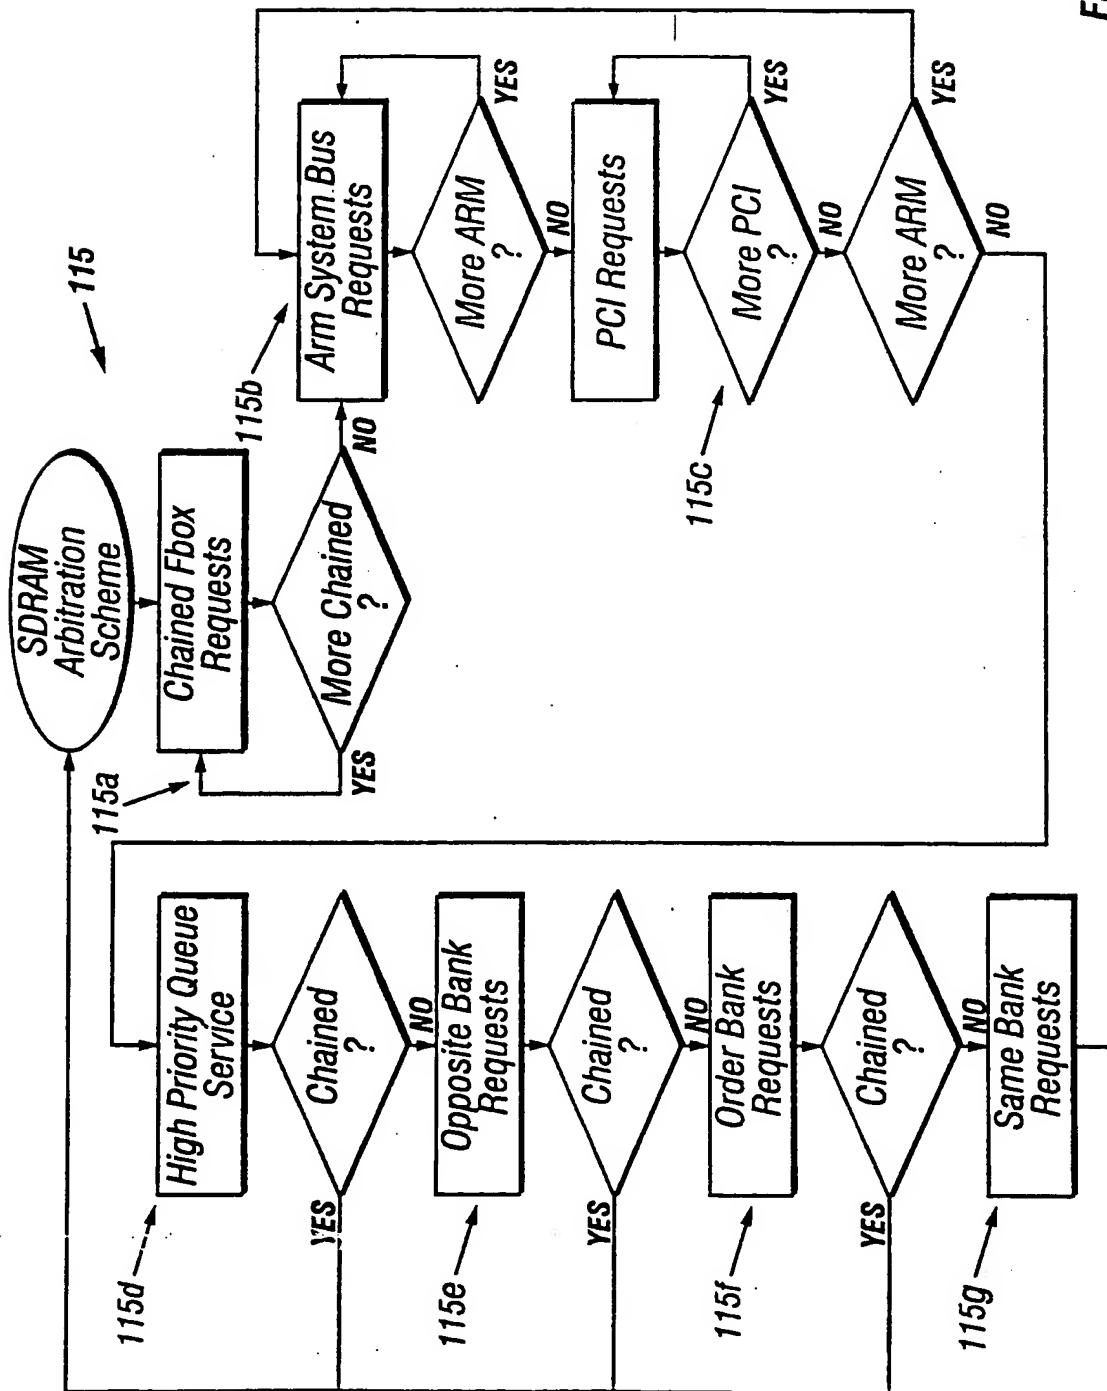 SDRAM
Arbitration
Scheme
115
115a
Chained Fbox
Requests
More Chained
?
YES
NO
115b
Arm System Bus
Requests
More ARM
?
YES
NO
PCI Requests
115c
More PCI
?
YES
NO
More ARM
?
YES
NO
115d
High Priority Queue
Service
Chained
?
YES
NO
115e
Opposite Bank
Requests
Chained
?
YES
NO
115f
Order Bank
Requests
Chained
?
YES
NO
115g
Same Bank
Requests